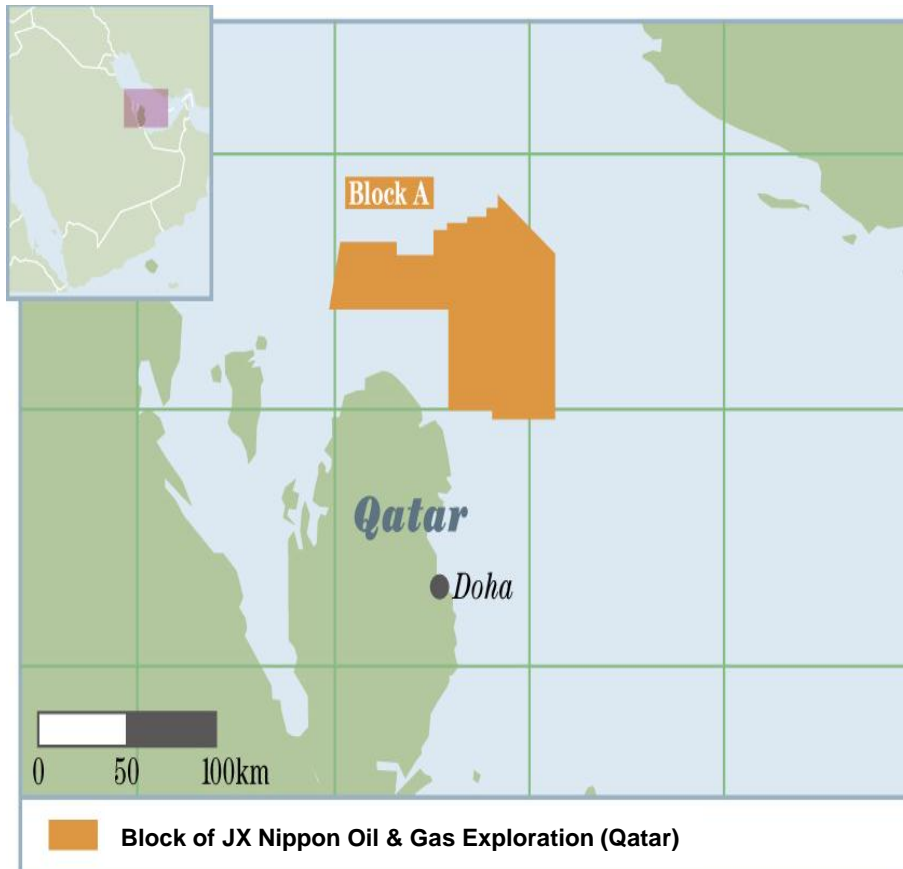 Block A
Qatar
Doha
0 50 100km
Block of JX Nippon Oil & Gas Exploration (Qatar)